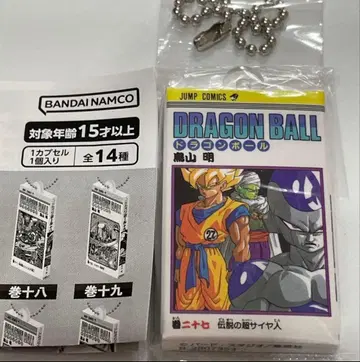 BANDAI NAMCO
対象年齢15才以上
1カプセル
1個入り
全14種
巻十八
巻十九
JUMP COMICS
DRAGON BALL
ドラゴンボール
鳥山 明
巻二十七 伝説の超サイヤ人